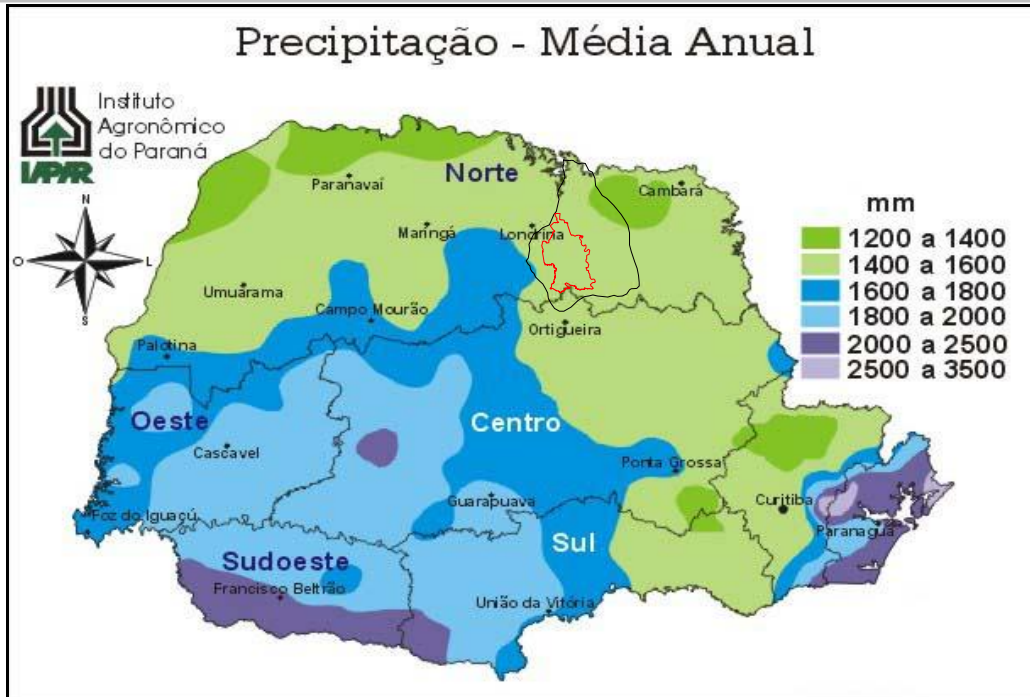 Precipitação - Média Anual
Instituto
Agronômico
do Paraná
IAPAR
N
O
L
S
Norte
Paranavaí
Cambará
Maringá
Londrina
Umuarama
Campo Mourão
Ortigueira
Palotina
Oeste
Centro
Cascavel
Ponta Grossa
Guarapuava
Curitiba
Foz do Iguaçú
Paranaguá
Sul
Sudoeste
Francisco Beltrão
União da Vitória
mm
1200 a 1400
1400 a 1600
1600 a 1800
1800 a 2000
2000 a 2500
2500 a 3500